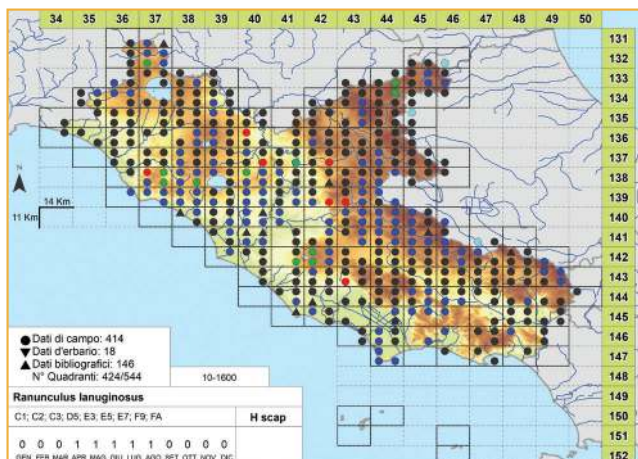 34 35 36 37 38 39 40 41 42 43 44 45 46 47 48 49 50
131
132
133
134
135
136
137
138
N
139
14 Km
11 Km
140
141
142
143
144
145
Dati di campo: 414
146
Dati d'erbario: 18
Dati bibliografici: 146
147
N° Quadranti: 424/544
10-1600
148
149
Ranunculus lanuginosus
C1; C2; C3; D5; E3; E5; E7; F9; FA
H scap
150
0 0 0 1 1 1 1 1 0 0 0 0
151
GEN FEB MAR APR MAG GIU LUG AGO SET OTT NOV DIC
152